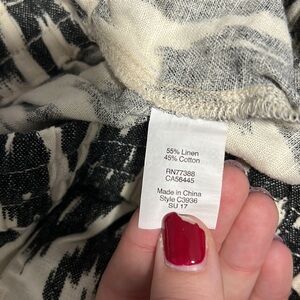 55% Linen
45% Cotton
RN77388
CA56445
Made in China
Style C3936
SU 17